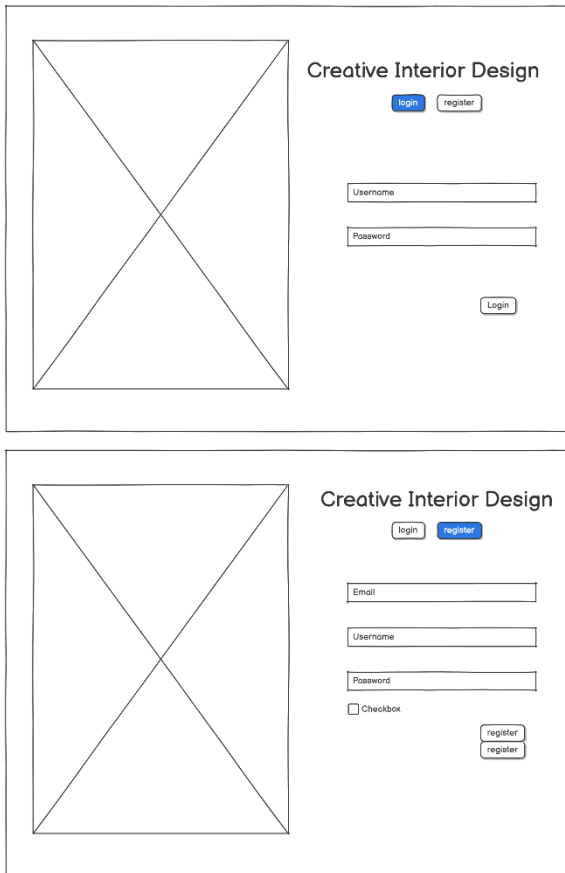 Creative Interior Design
login register
Username
Password
Login
Creative Interior Design
login register
Email
Username
Password
Checkbox
register
register